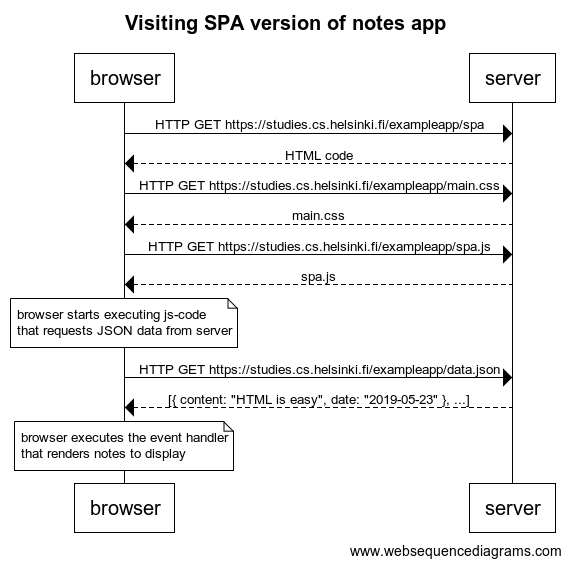 Visiting SPA version of notes app
browser
server
HTTP GET https://studies.cs.helsinki.fi/exampleapp/spa
HTML code
HTTP GET https://studies.cs.helsinki.fi/exampleapp/main.css
main.css
HTTP GET https://studies.cs.helsinki.fi/exampleapp/spa.js
spa.js
browser starts executing js-code
that requests JSON data from server
HTTP GET https://studies.cs.helsinki.fi/exampleapp/data.json
[{ content: "HTML is easy", date: "2019-05-23" }, ...]
browser executes the event handler
that renders notes to display
browser
server
www.websequencediagrams.com